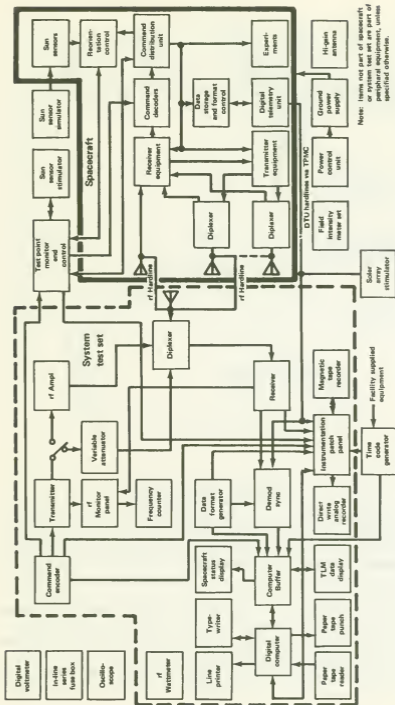 Digital
voltmeter
In-line
series
fuse box
Oscillo-
scope
rf
Wattmeter
Command
encoder
Transmitter
rf Ampl
rf
Monitor
panel
Variable
attenuator
Frequency
counter
System
test set
Diplexer
Receiver
Line
printer
Type-
writer
Spacecraft
status
display
Data
format
generator
Digital
computer
Computer
Buffer
Demod
sync
Paper
tape
reader
Paper
tape
punch
TLM
data
display
Direct
write
analog
recorder
Instrumentation
patch
panel
Magnetic
tape
recorder
Time
code
generator
Facility supplied
equipment
Solar
array
stimulator
Test point
monitor
and
control
Sun
sensor
stimulator
Sun
sensor
simulator
Sun
sensors
Spacecraft
Reorien-
tation
control
Receiver
equipment
Command
decoders
Command
distribution
unit
rf Hardline
rf Hardline
Diplexer
Diplexer
Data
storage
and format
control
Transmitter
equipment
Digital
telemetry
unit
Experi-
ments
DTU hardlines via TPMC
Field
intensity
meter set
Power
control
unit
Ground
power
supply
Hi-gain
antenna
Note: Items not part of spacecraft
or system test set are part of
peripheral equipment, unless
specified otherwise.